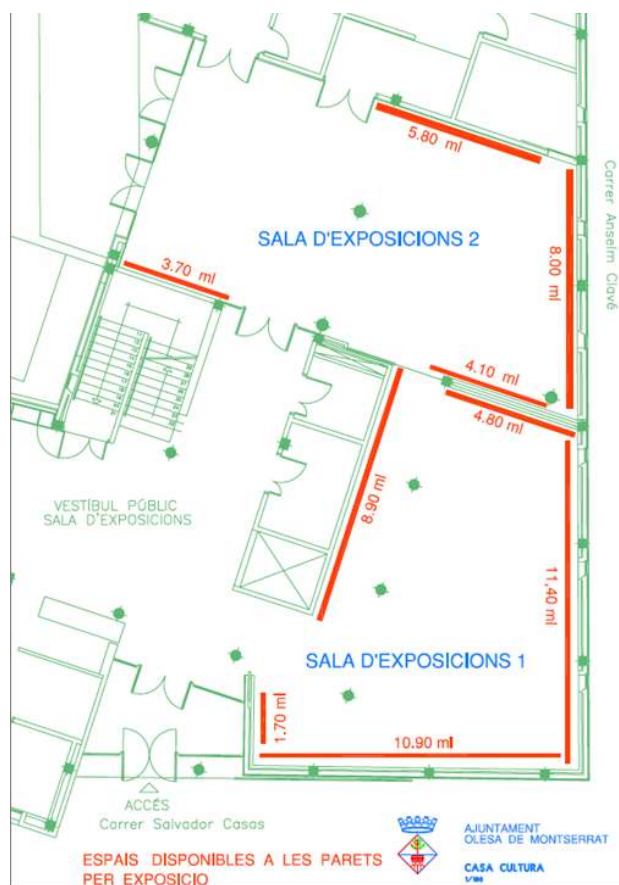 5.80 ml
Carrer Anselm Clavé
SALA D'EXPOSICIONS 2
8.00 ml
3.70 ml
4.10 ml
4.80 ml
8.90 ml
VESTÍBUL PÚBLIC
SALA D'EXPOSICIONS
11,40 ml
SALA D'EXPOSICIONS 1
1.70 ml
10.90 ml
ACCÉS
Carrer Salvador Casas
AJUNTAMENT
OLESA DE MONTSERRAT
ESPAIS DISPONIBLES A LES PARETS
PER EXPOSICIO
CASA CULTURA